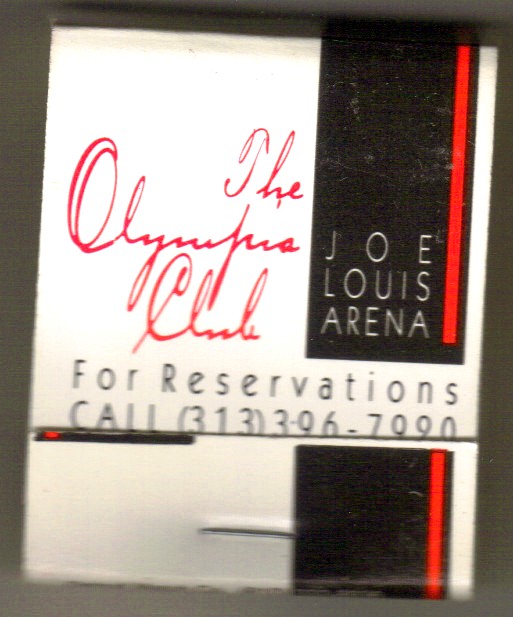 The
Olympia
Club
JOE
LOUIS
ARENA
For Reservations
CALL (313) 396-7990